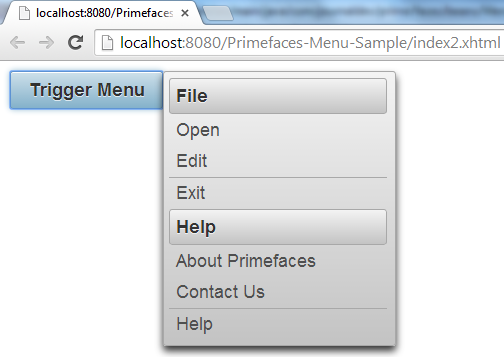 localhost:8080/Primefaces
localhost:8080/Primefaces-Menu-Sample/index2.xhtml
Trigger Menu
File
Open
Edit
Exit
Help
About Primefaces
Contact Us
Help